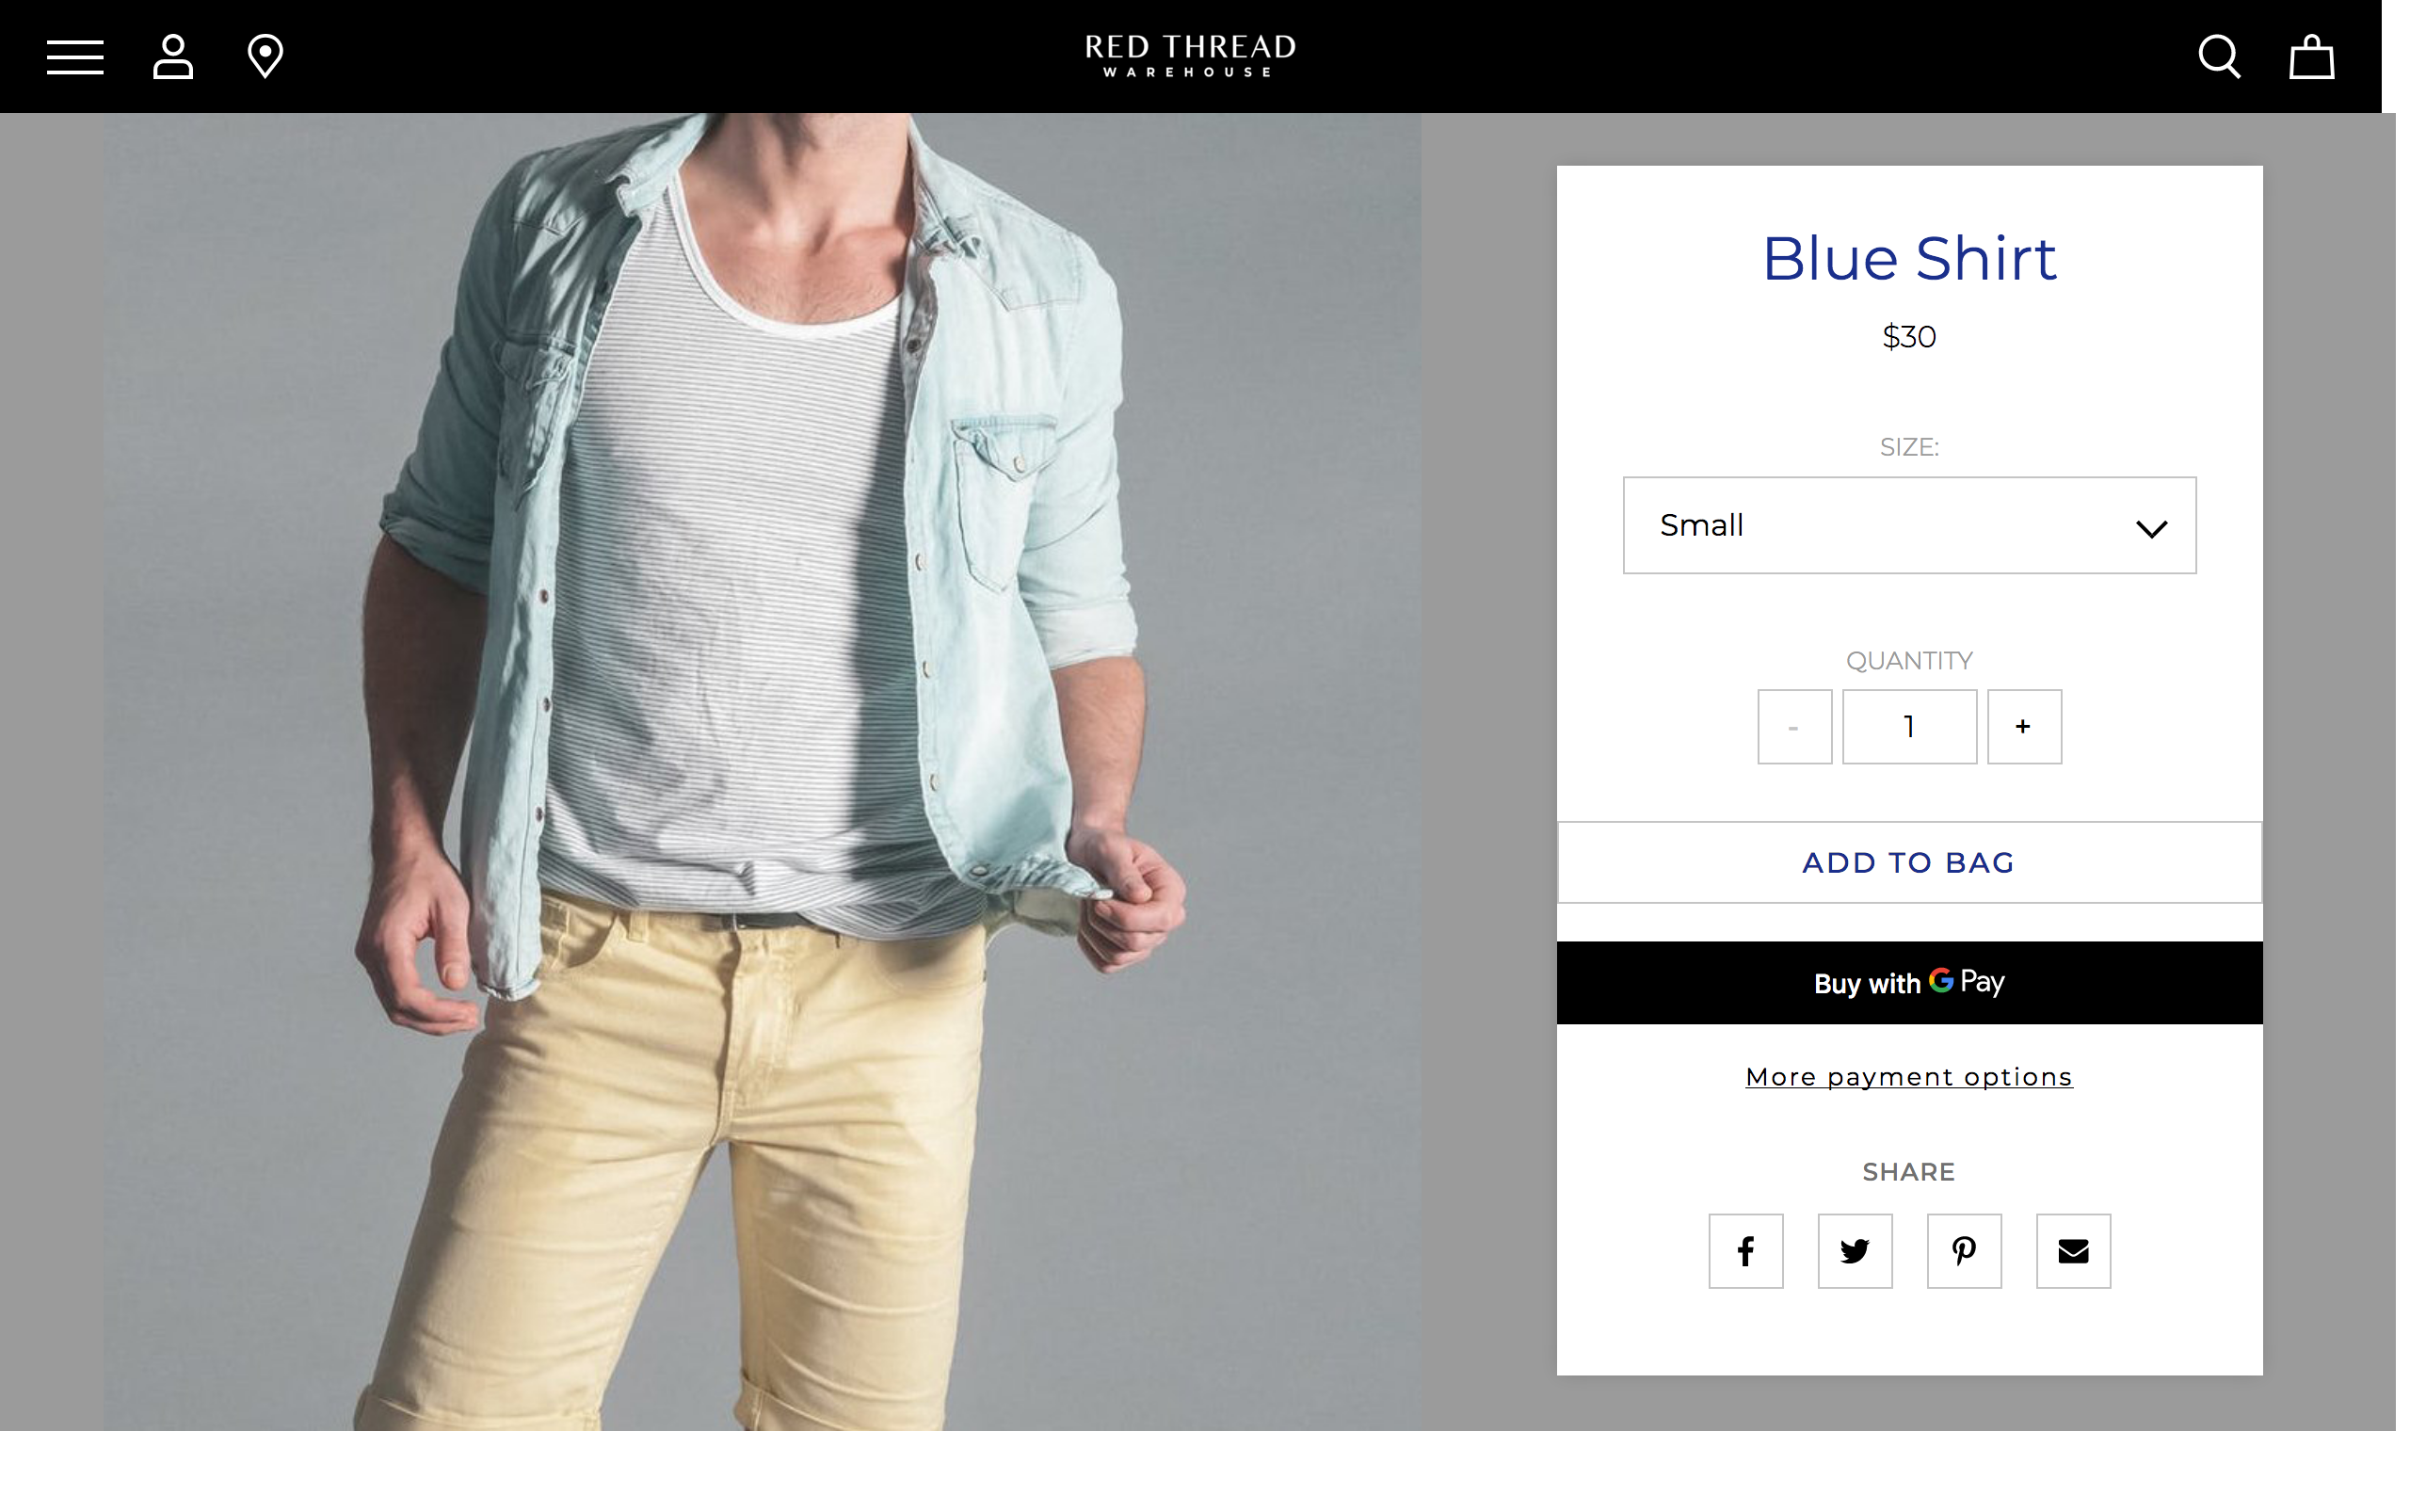 RED THREAD
WAREHOUSE
Blue Shirt
$30
SIZE:
Small
QUANTITY
- 1 +
ADD TO BAG
Buy with G Pay
More payment options
SHARE